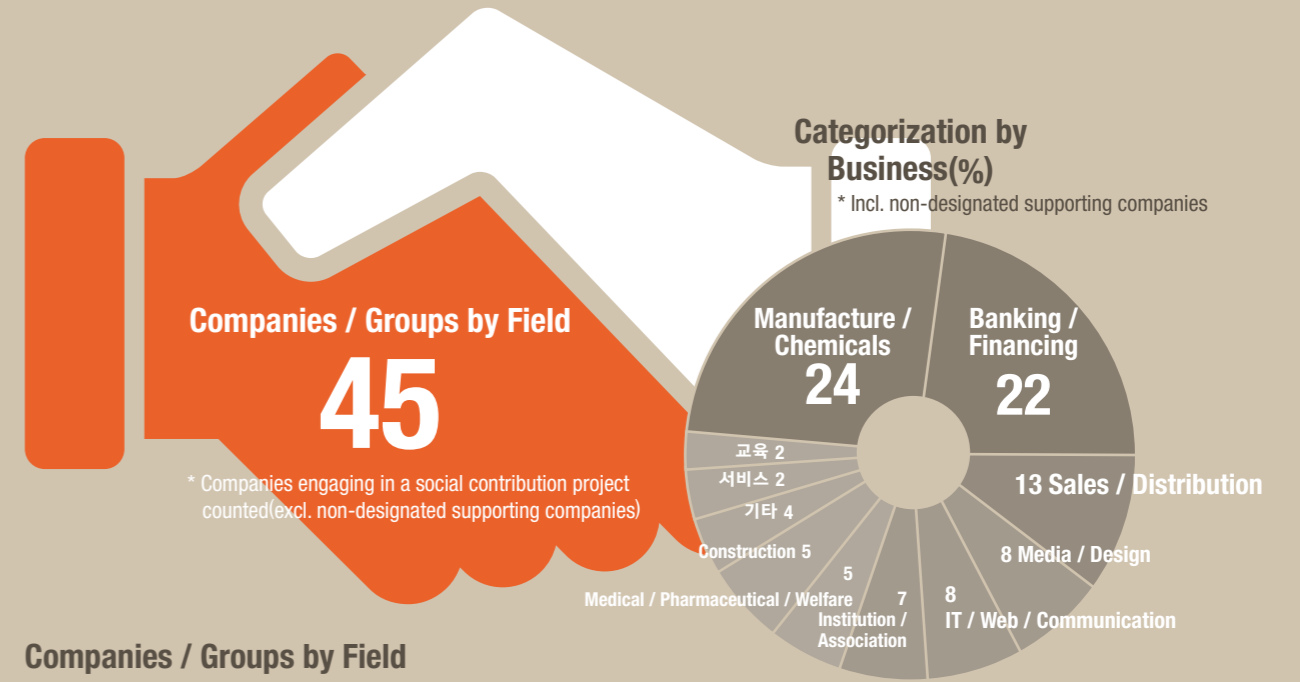 Categorization by
Business(%)
* Incl. non-designated supporting companies
Companies / Groups by Field
45
* Companies engaging in a social contribution project
counted(excl. non-designated supporting companies)
Manufacture /
Chemicals
24
Banking /
Financing
22
13 Sales / Distribution
8 Media / Design
8
IT / Web / Communication
7
Institution /
Association
5
Medical / Pharmaceutical / Welfare
Construction 5
기타 4
서비스 2
교육 2
Companies / Groups by Field